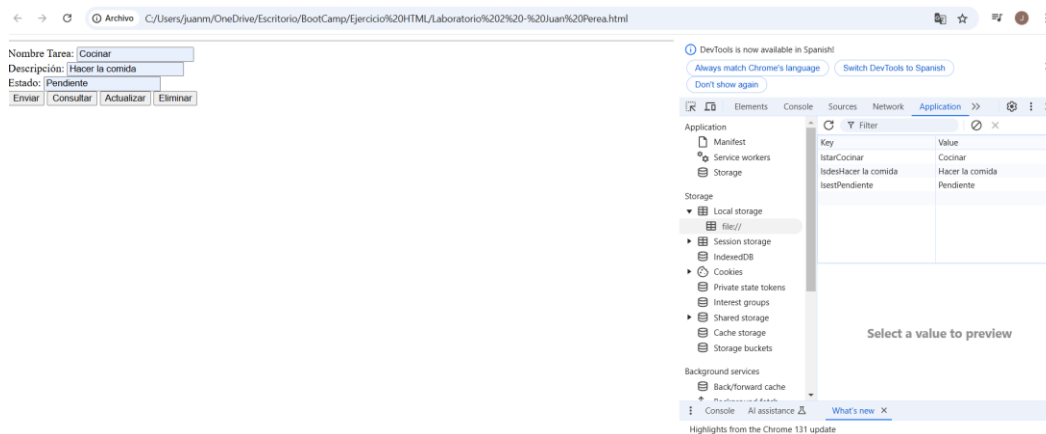 Archivo C:/Users/juanm/OneDrive/Escritorio/BootCamp/Ejercicio%20HTML/Laboratorio%202%20-%20Juan%20Perea.html
J
Nombre Tarea: Cocinar
Descripción: Hacer la comida
Estado: Pendiente
Enviar Consultar Actualizar Eliminar
DevTools is now available in Spanish!
Always match Chrome's language Switch DevTools to Spanish
Don't show again
Elements Console Sources Network Application
Application
Manifest
Service workers
Storage
Storage
Local storage
file://
Session storage
IndexedDB
Cookies
Private state tokens
Interest groups
Shared storage
Cache storage
Storage buckets
Background services
Back/forward cache
Filter
Key Value
lstarCocinar Cocinar
lsdesHacer la comida Hacer la comida
lsestPendiente Pendiente
Select a value to preview
Console AI assistance What's new
Highlights from the Chrome 131 update